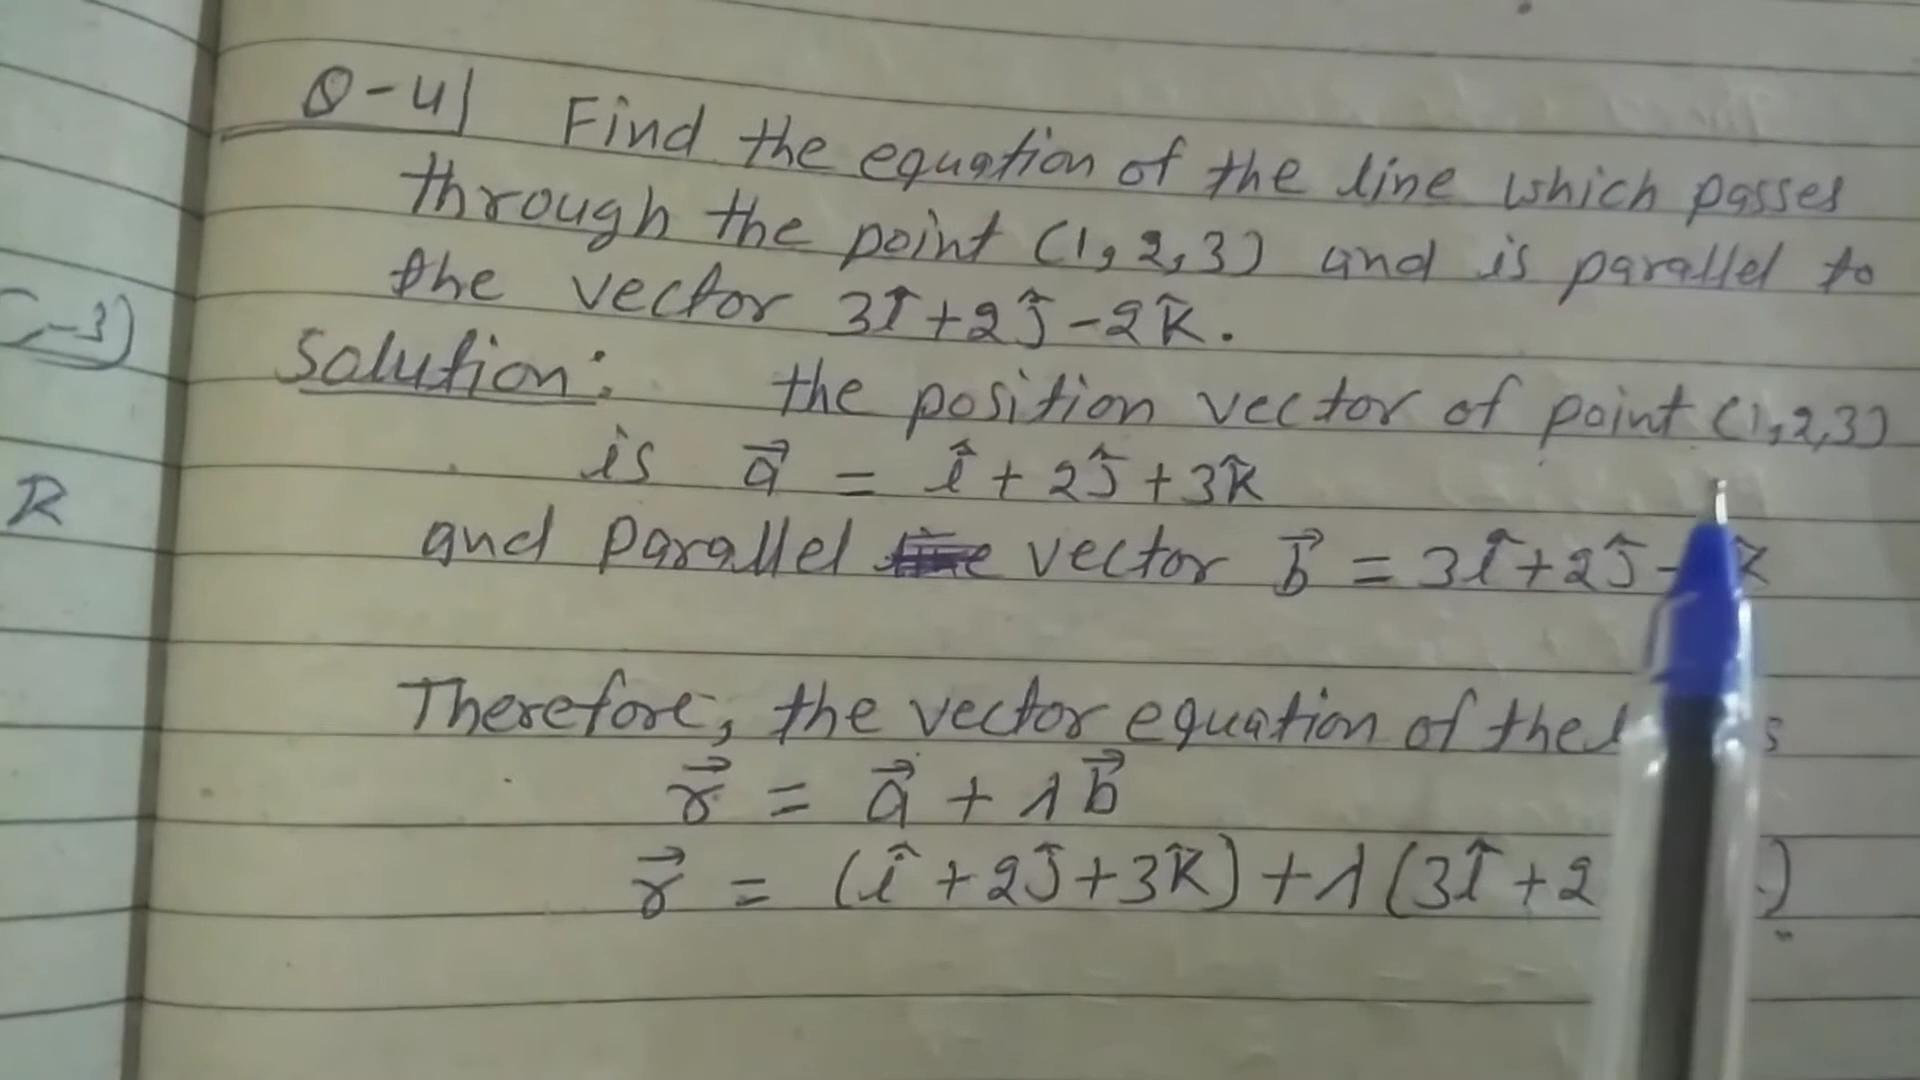 -3)
R
Q-4| Find the equation of the line which passes
through the point (1,2,3) and is parallel to
the vector 3î+2ĵ-2k̂.
Solution: the position vector of point (1,2,3)
is a⃗ = î + 2ĵ + 3k̂
and parallel vector b⃗ = 3î+2ĵ-
Therefore, the vector equation of the
r⃗ = a⃗ + λb⃗
r⃗ = (î + 2ĵ + 3k̂) + λ(3î + 2 )